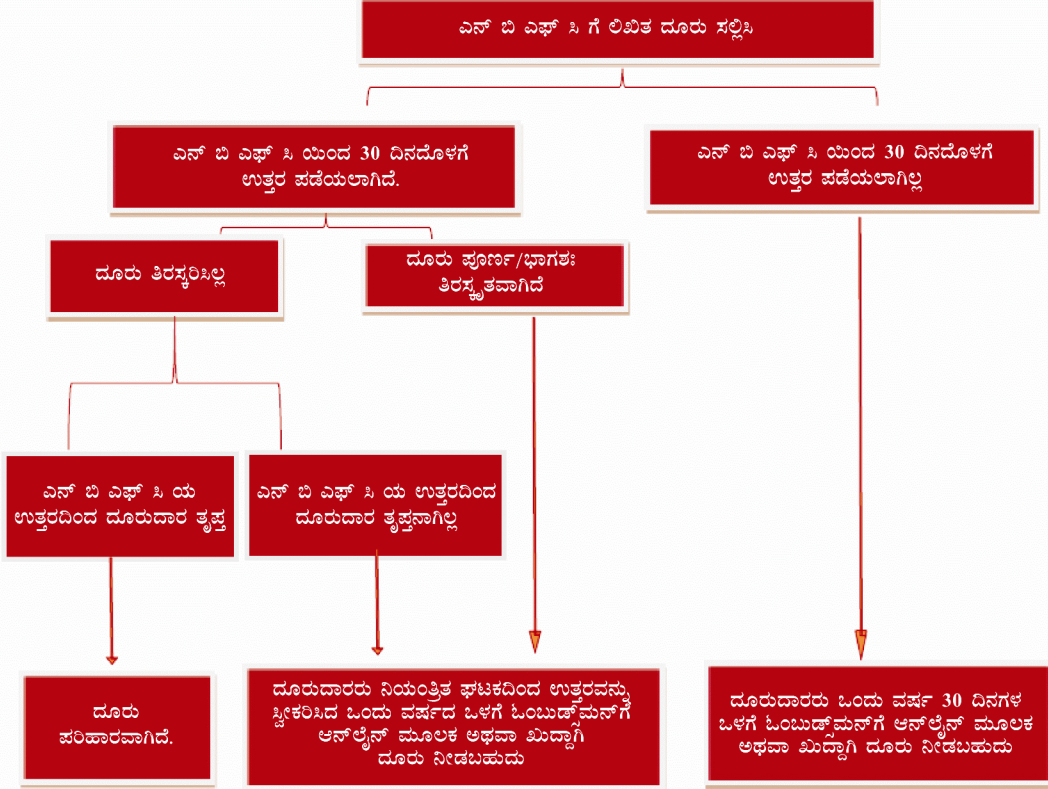 ಎನ್ ಬಿ ಎಫ್ ಸಿ ಗೆ ಲಿಖಿತ ದೂರು ಸಲ್ಲಿಸಿ
ಎನ್ ಬಿ ಎಫ್ ಸಿ ಯಿಂದ 30 ದಿನದೊಳಗೆ
ಉತ್ತರ ಪಡೆಯಲಾಗಿದೆ.
ಎನ್ ಬಿ ಎಫ್ ಸಿ ಯಿಂದ 30 ದಿನದೊಳಗೆ
ಉತ್ತರ ಪಡೆಯಲಾಗಿಲ್ಲ
ದೂರು ತಿರಸ್ಕರಿಸಿಲ್ಲ
ದೂರು ಪೂರ್ಣ/ಭಾಗಶಃ
ತಿರಸ್ಕೃತವಾಗಿದೆ
ಎನ್ ಬಿ ಎಫ್ ಸಿ ಯ
ಉತ್ತರದಿಂದ ದೂರುದಾರ ತೃಪ್ತ
ಎನ್ ಬಿ ಎಫ್ ಸಿ ಯ ಉತ್ತರದಿಂದ
ದೂರುದಾರ ತೃಪ್ತನಾಗಿಲ್ಲ
ದೂರು
ಪರಿಹಾರವಾಗಿದೆ.
ದೂರುದಾರರು ನಿಯಂತ್ರಿತ ಘಟಕದಿಂದ ಉತ್ತರವನ್ನು
ಸ್ವೀಕರಿಸಿದ ಒಂದು ವರ್ಷದ ಒಳಗೆ ಓಂಬುಡ್ಸ್‌ಮನ್‌ಗೆ
ಆನ್‌ಲೈನ್ ಮೂಲಕ ಅಥವಾ ಖುದ್ದಾಗಿ
ದೂರು ನೀಡಬಹುದು
ದೂರುದಾರರು ಒಂದು ವರ್ಷ 30 ದಿನಗಳ
ಒಳಗೆ ಓಂಬುಡ್ಸ್‌ಮನ್‌ಗೆ ಆನ್‌ಲೈನ್ ಮೂಲಕ
ಅಥವಾ ಖುದ್ದಾಗಿ ದೂರು ನೀಡಬಹುದು